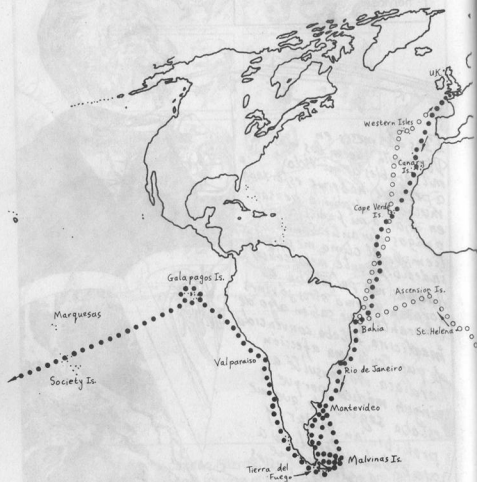 UK
Western Isles
Canary
Is.
Cape Verde
Is.
Galapagos Is.
Ascension Is.
Marquesas
Bahia
St. Helena
Valparaiso
Rio de Janeiro
Society Is.
Montevideo
Malvinas Is.
Tierra del
Fuego